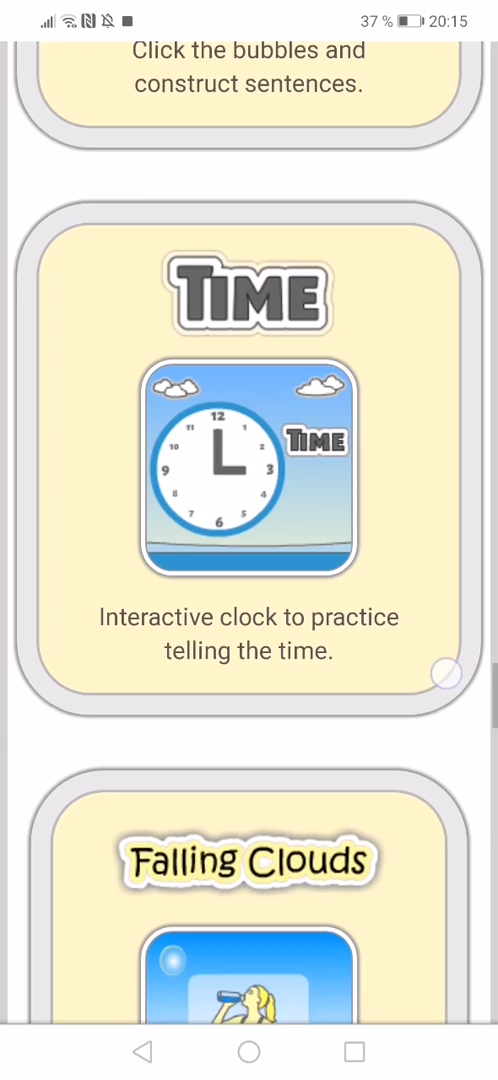 37 % 20:15
Click the bubbles and
construct sentences.
TIME
12
11 1
10 2
TIME
9 3
8 4
7 5
6
Interactive clock to practice
telling the time.
Falling Clouds